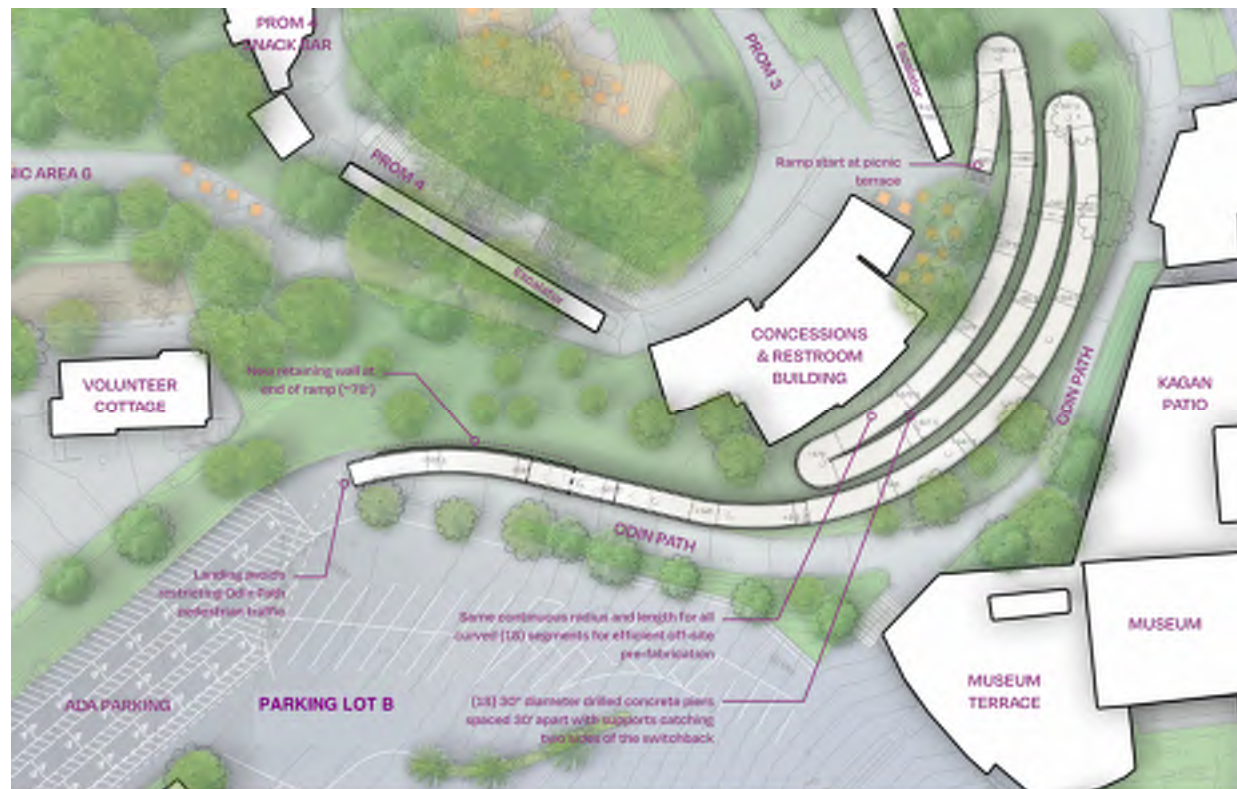 PROM 4
SNACK BAR
PROM 3
Escalator
Ramp start at picnic
terrace
NIC AREA 6
PROM 4
Escalator
CONCESSIONS
& RESTROOM
BUILDING
VOLUNTEER
COTTAGE
New retaining wall at
end of ramp (~78')
ODIN PATH
KAGAN
PATIO
ODIN PATH
Landing avoids
restricting Odin Path
pedestrian traffic
Same continuous radius and length for all
curved (18) segments for efficient off-site
pre-fabrication
MUSEUM
MUSEUM
TERRACE
ADA PARKING
PARKING LOT B
(18) 30" diameter drilled concrete piers
spaced 30' apart with supports catching
two sides of the switchback